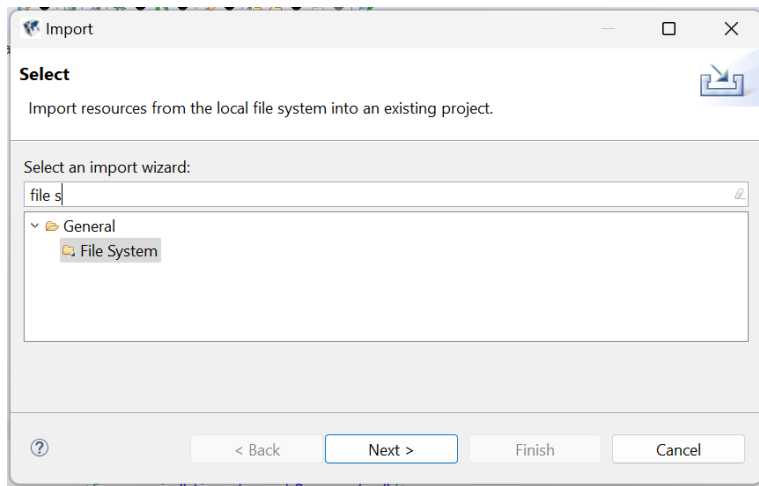 Import
Select
Import resources from the local file system into an existing project.
Select an import wizard:
file s
General
File System
< Back Next > Finish Cancel